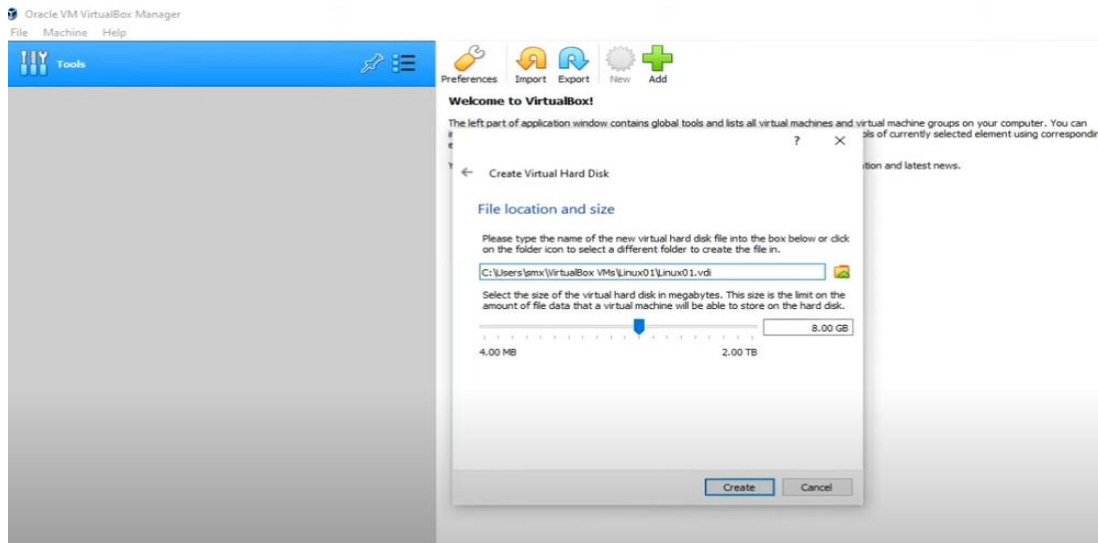 Oracle VM VirtualBox Manager
File Machine Help
Tools
Preferences Import Export New Add
Welcome to VirtualBox!
The left part of application window contains global tools and lists all virtual machines and virtual machine groups on your computer. You can
ols of currently selected element using correspondin
tion and latest news.
? ×
Create Virtual Hard Disk
File location and size
Please type the name of the new virtual hard disk file into the box below or click
on the folder icon to select a different folder to create the file in.
C:\Users\smx\VirtualBox VMs\Linux01\Linux01.vdi
Select the size of the virtual hard disk in megabytes. This size is the limit on the
amount of file data that a virtual machine will be able to store on the hard disk.
8.00 GB
4.00 MB 2.00 TB
Create Cancel